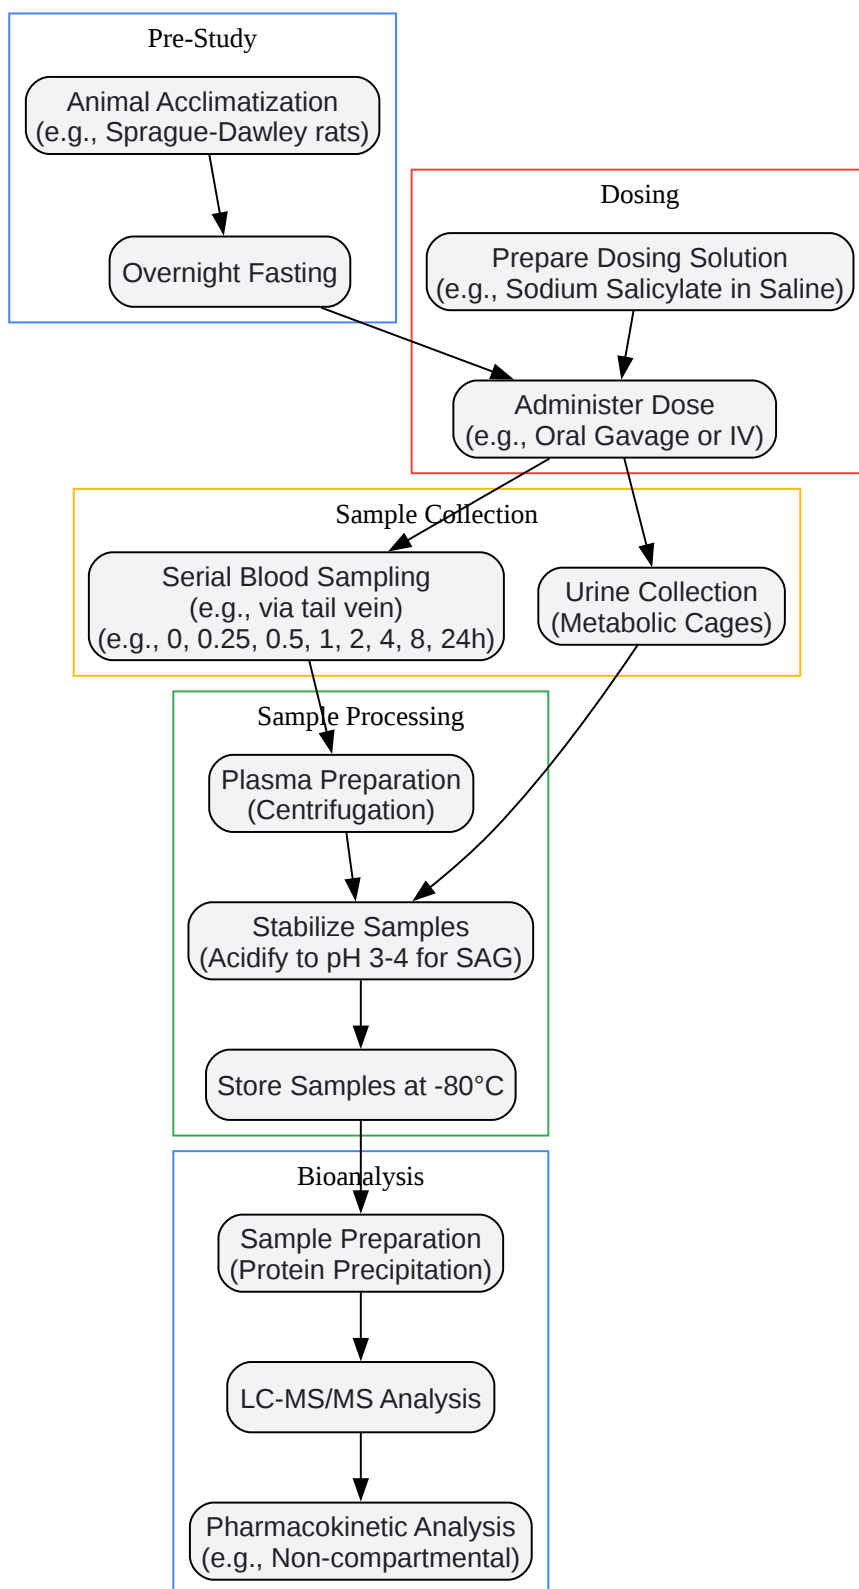 Pre-Study
Animal Acclimatization
(e.g., Sprague-Dawley rats)
Overnight Fasting
Dosing
Prepare Dosing Solution
(e.g., Sodium Salicylate in Saline)
Administer Dose
(e.g., Oral Gavage or IV)
Sample Collection
Serial Blood Sampling
(e.g., via tail vein)
(e.g., 0, 0.25, 0.5, 1, 2, 4, 8, 24h)
Urine Collection
(Metabolic Cages)
Sample Processing
Plasma Preparation
(Centrifugation)
Stabilize Samples
(Acidify to pH 3-4 for SAG)
Store Samples at -80°C
Bioanalysis
Sample Preparation
(Protein Precipitation)
LC-MS/MS Analysis
Pharmacokinetic Analysis
(e.g., Non-compartmental)